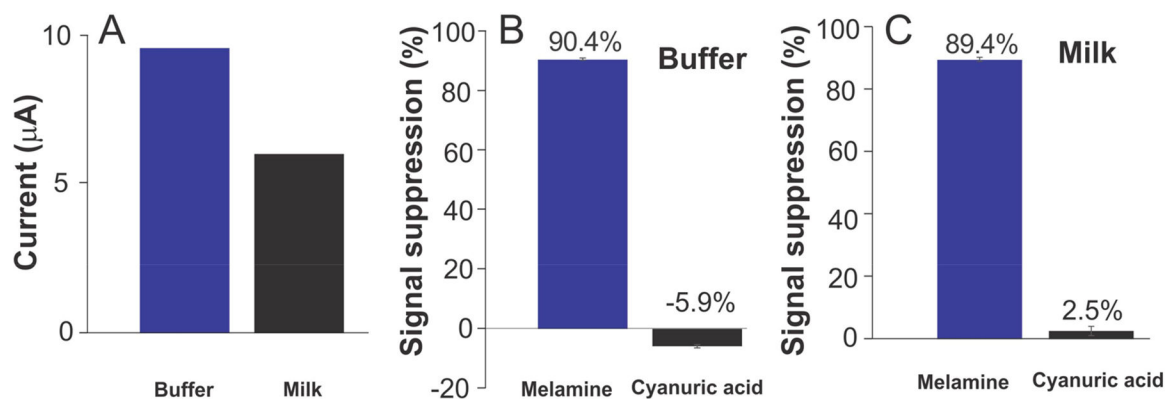 A
Current (μA)
10
5
0
Buffer
Milk
B
Signal suppression (%)
100
80
60
40
20
0
-20
90.4%
Buffer
-5.9%
Melamine
Cyanuric acid
C
Signal suppression (%)
100
80
60
40
20
0
89.4%
Milk
2.5%
Melamine
Cyanuric acid